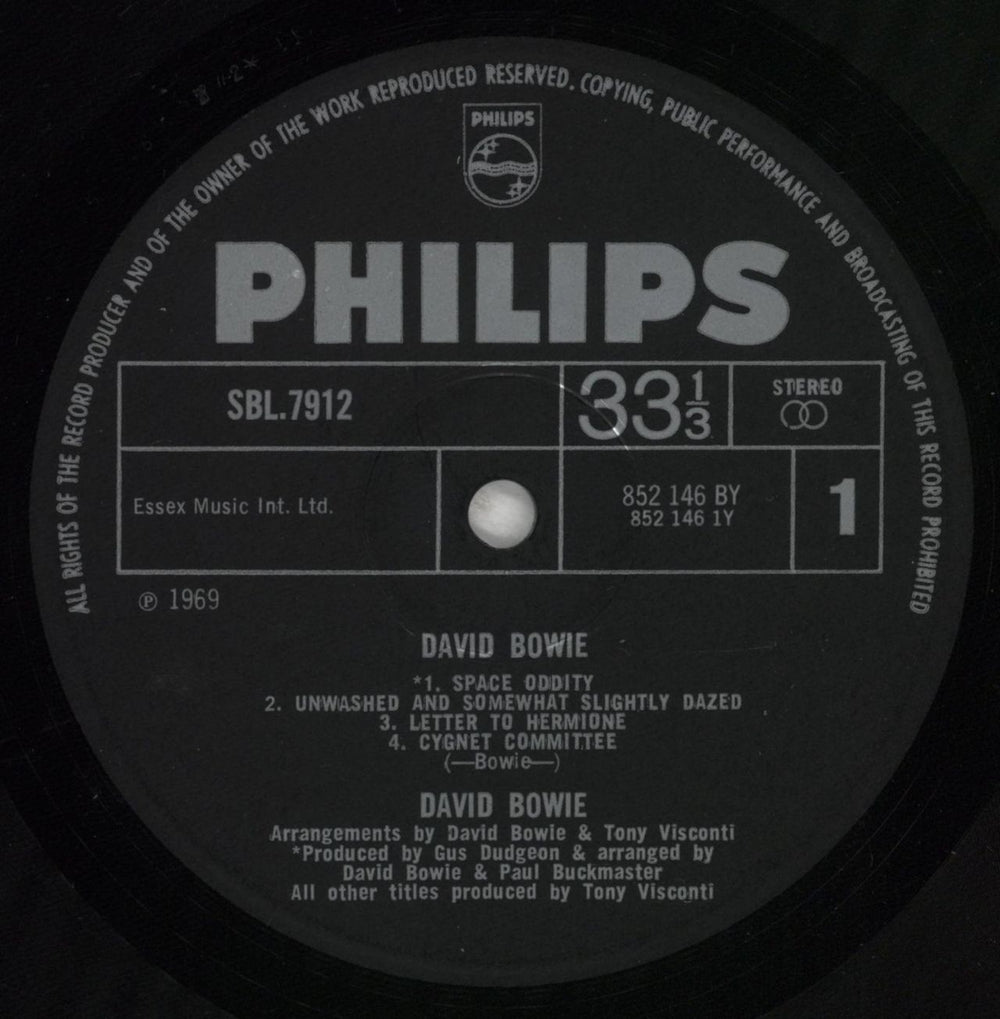 ALL RIGHTS OF THE RECORD PRODUCER AND OF THE OWNER OF THE WORK REPRODUCED RESERVED. COPYING, PUBLIC PERFORMANCE AND BROADCASTING OF THIS RECORD PROHIBITED
PHILIPS
PHILIPS
SBL.7912
33 1/3
STEREO
Essex Music Int. Ltd.
852 146 BY
852 146 1Y
1
℗ 1969
DAVID BOWIE
*1. SPACE ODDITY
2. UNWASHED AND SOMEWHAT SLIGHTLY DAZED
3. LETTER TO HERMIONE
4. CYGNET COMMITTEE
(—Bowie—)
DAVID BOWIE
Arrangements by David Bowie & Tony Visconti
*Produced by Gus Dudgeon & arranged by
David Bowie & Paul Buckmaster
All other titles produced by Tony Visconti